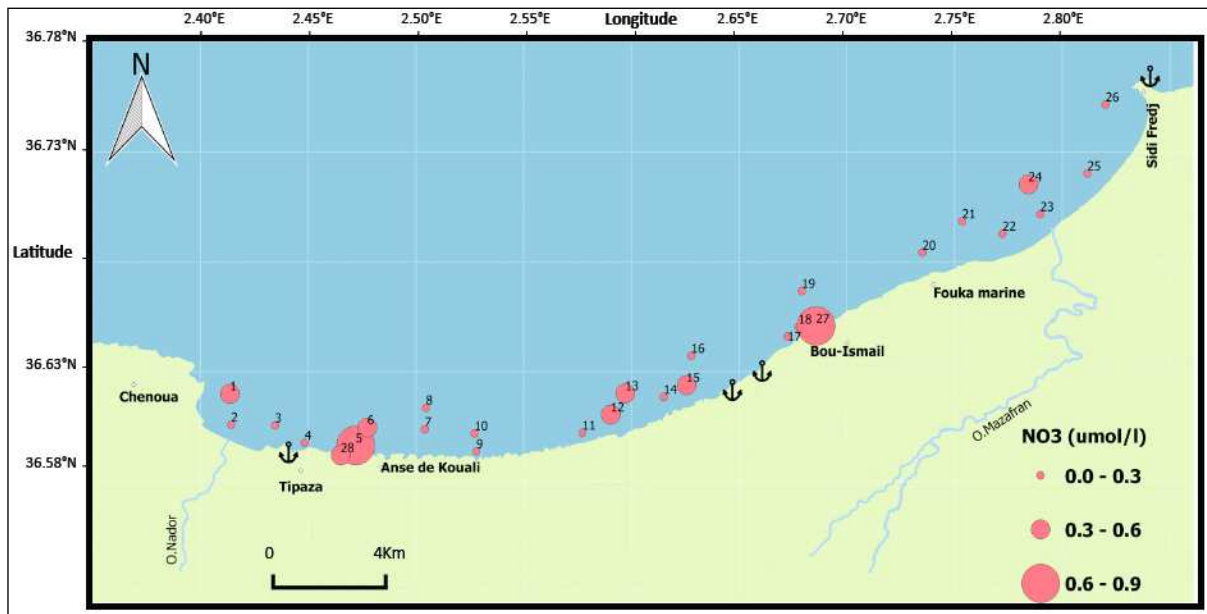 2.40°E 2.45°E 2.50°E 2.55°E Longitude 2.65°E 2.70°E 2.75°E 2.80°E
36.78°N
N
26
36.73°N
Sidi Fredj
25
24
23
21
22
Latitude
20
Fouka marine
19
18 27
17
Bou-Ismail
16
36.63°N
15
14
13
12
1
Chenoua
8
2 3 7 10 11
6
4 5
9
28
36.58°N
Anse de Kouali
Tipaza
O.Nador
O.Mazafran
0 4Km
NO3 (umol/l)
0.0 - 0.3
0.3 - 0.6
0.6 - 0.9